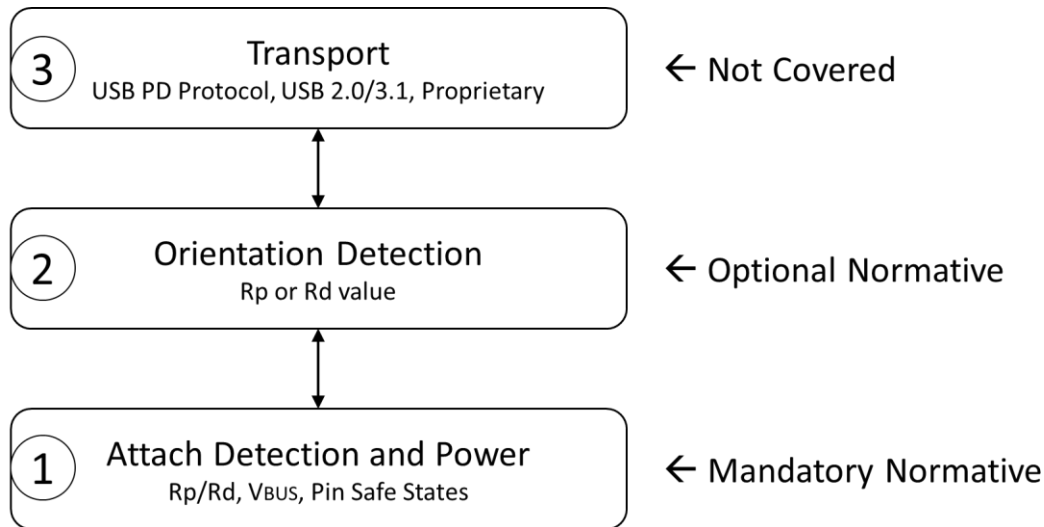 3
Transport
USB PD Protocol, USB 2.0/3.1, Proprietary
← Not Covered
2
Orientation Detection
Rp or Rd value
← Optional Normative
1
Attach Detection and Power
Rp/Rd, VBUS, Pin Safe States
← Mandatory Normative